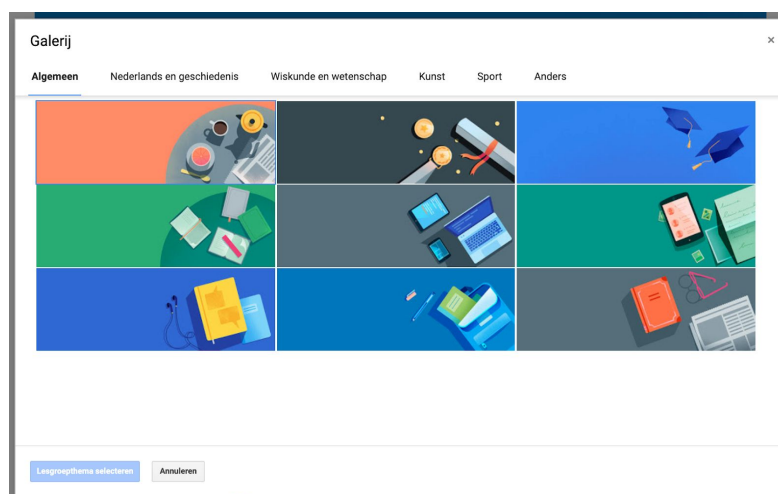 Galerij
×
Algemeen Nederlands en geschiedenis Wiskunde en wetenschap Kunst Sport Anders
Lesgroepthema selecteren Annuleren